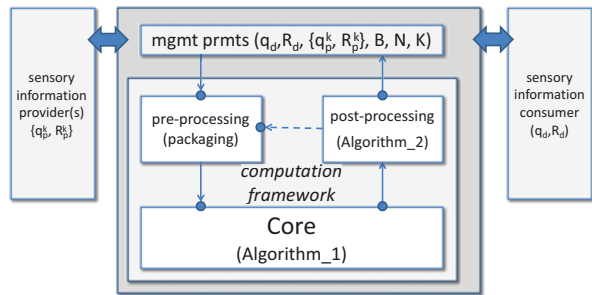 mgmt prmts (q_d,R_d, {q_p^k, R_p^k}, B, N, K)
sensory
information
provider(s)
{q_p^k, R_p^k}
pre-processing
(packaging)
post-processing
(Algorithm_2)
computation
framework
Core
(Algorithm_1)
sensory
information
consumer
(q_d,R_d)